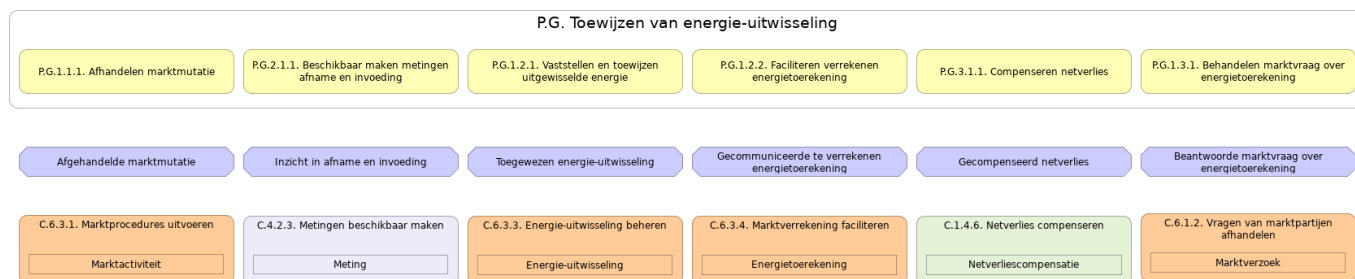 P.G. Toewijzen van energie-uitwisseling
P.G.1.1.1. Afhandelen marktmutatie
P.G.2.1.1. Beschikbaar maken metingen
afname en invoeding
P.G.1.2.1. Vaststellen en toewijzen
uitgewisselde energie
P.G.1.2.2. Faciliteren verrekenen
energietoerekening
P.G.3.1.1. Compenseren netverlies
P.G.1.3.1. Behandelen marktvraag over
energietoerekening
Afgehandelde marktmutatie
Inzicht in afname en invoeding
Toegewezen energie-uitwisseling
Gecommuniceerde te verrekenen
energietoerekening
Gecompenseerd netverlies
Beantwoorde marktvraag over
energietoerekening
C.6.3.1. Marktprocedures uitvoeren
Marktactiviteit
C.4.2.3. Metingen beschikbaar maken
Meting
C.6.3.3. Energie-uitwisseling beheren
Energie-uitwisseling
C.6.3.4. Marktverrekening faciliteren
Energietoerekening
C.1.4.6. Netverlies compenseren
Netverliescompensatie
C.6.1.2. Vragen van marktpartijen
afhandelen
Marktverzoek